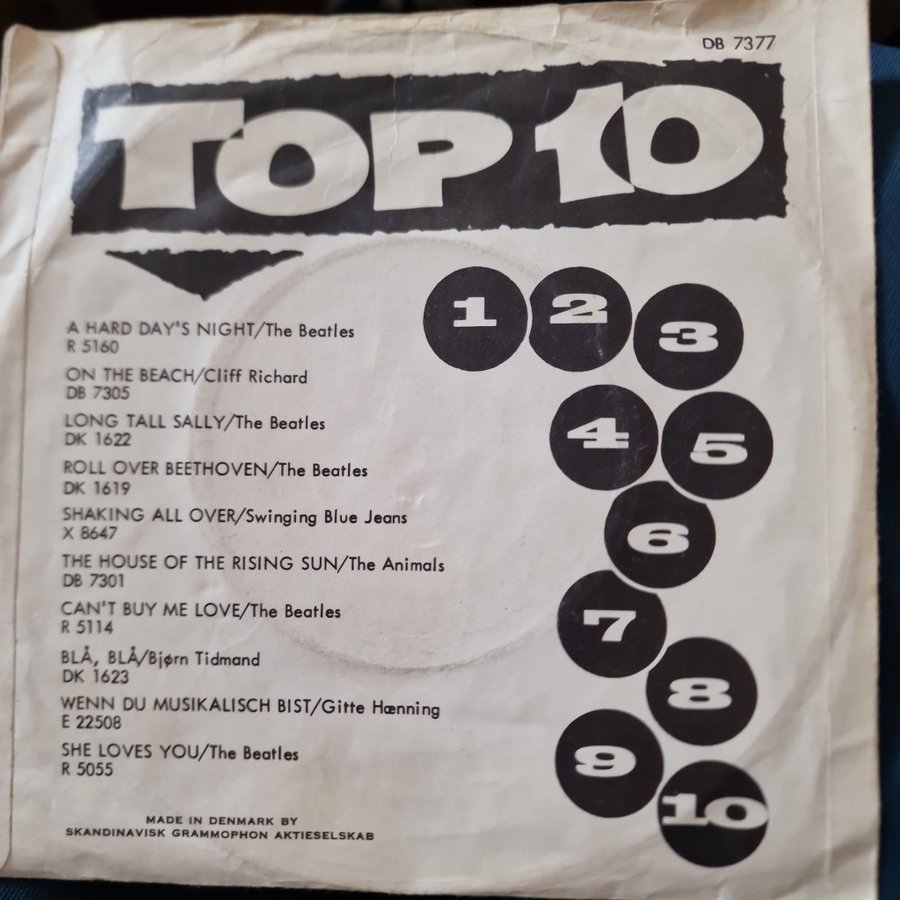 DB 7377
TOP 10
A HARD DAY'S NIGHT/The Beatles
R 5160
ON THE BEACH/Cliff Richard
DB 7305
LONG TALL SALLY/The Beatles
DK 1622
ROLL OVER BEETHOVEN/The Beatles
DK 1619
SHAKING ALL OVER/Swinging Blue Jeans
X 8647
THE HOUSE OF THE RISING SUN/The Animals
DB 7301
CAN'T BUY ME LOVE/The Beatles
R 5114
BLÅ, BLÅ/Bjørn Tidmand
DK 1623
WENN DU MUSIKALISCH BIST/Gitte Hænning
E 22508
SHE LOVES YOU/The Beatles
R 5055
MADE IN DENMARK BY
SKANDINAVISK GRAMMOPHON AKTIESELSKAB
1
2
3
4
5
6
7
8
9
10